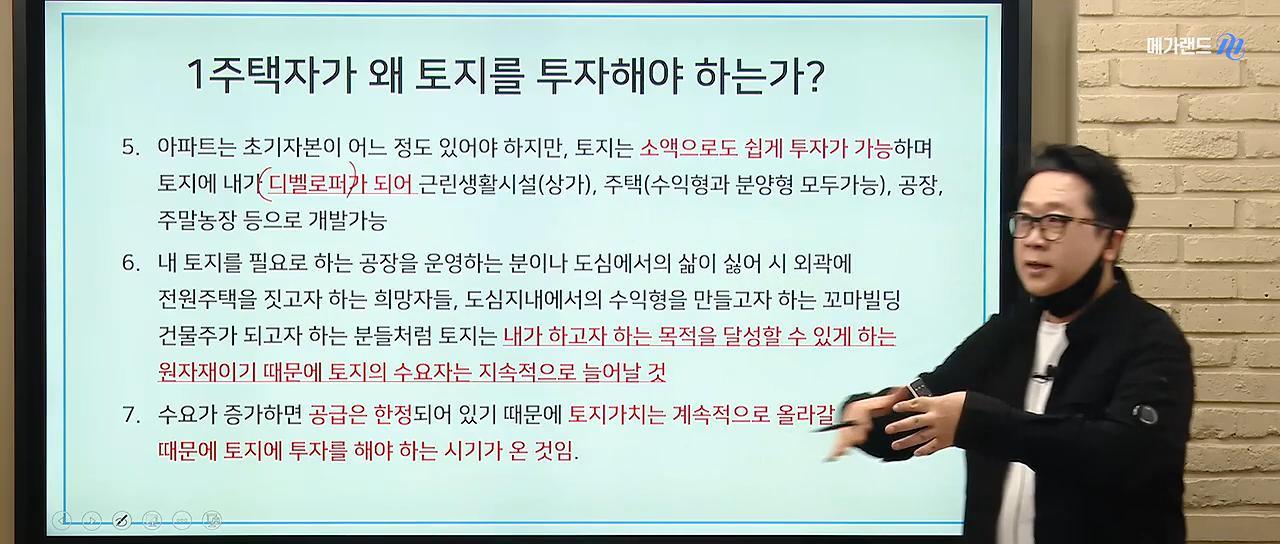 메가랜드
1주택자가 왜 토지를 투자해야 하는가?
5. 아파트는 초기자본이 어느 정도 있어야 하지만, 토지는 소액으로도 쉽게 투자가 가능하며
토지에 내가 디벨로퍼가 되어 근린생활시설(상가), 주택(수익형과 분양형 모두가능), 공장,
주말농장 등으로 개발가능
6. 내 토지를 필요로 하는 공장을 운영하는 분이나 도심에서의 삶이 싫어 시 외곽에
전원주택을 짓고자 하는 희망자들, 도심지내에서의 수익형을 만들고자 하는 꼬마빌딩
건물주가 되고자 하는 분들처럼 토지는 내가 하고자 하는 목적을 달성할 수 있게 하는
원자재이기 때문에 토지의 수요자는 지속적으로 늘어날 것
7. 수요가 증가하면 공급은 한정되어 있기 때문에 토지가치는 계속적으로 올라갈
때문에 토지에 투자를 해야 하는 시기가 온 것임.